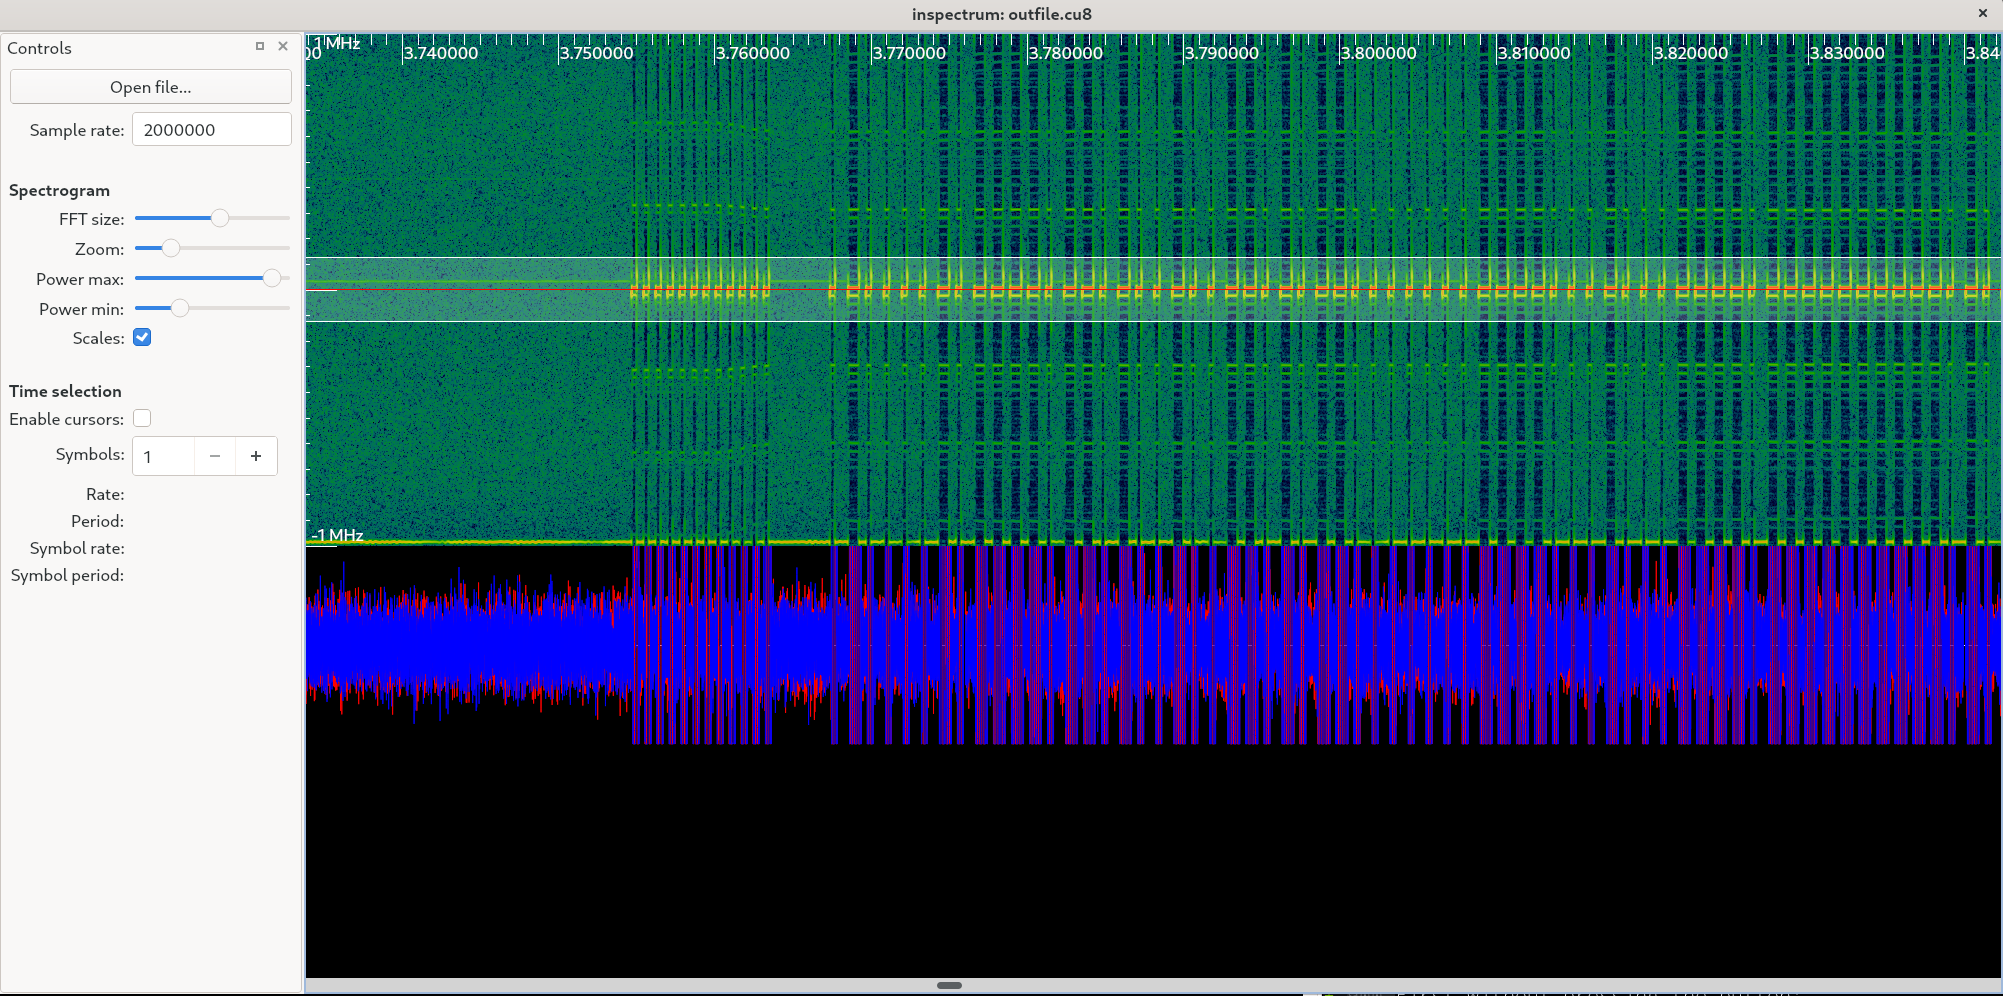 inspectrum: outfile.cu8
Controls
Open file...
Sample rate: 2000000
Spectrogram
FFT size:
Zoom:
Power max:
Power min:
Scales:
Time selection
Enable cursors:
Symbols: 1
Rate:
Period:
Symbol rate:
Symbol period:
1 MHz
3.740000 3.750000 3.760000 3.770000 3.780000 3.790000 3.800000 3.810000 3.820000 3.830000 3.84
-1 MHz